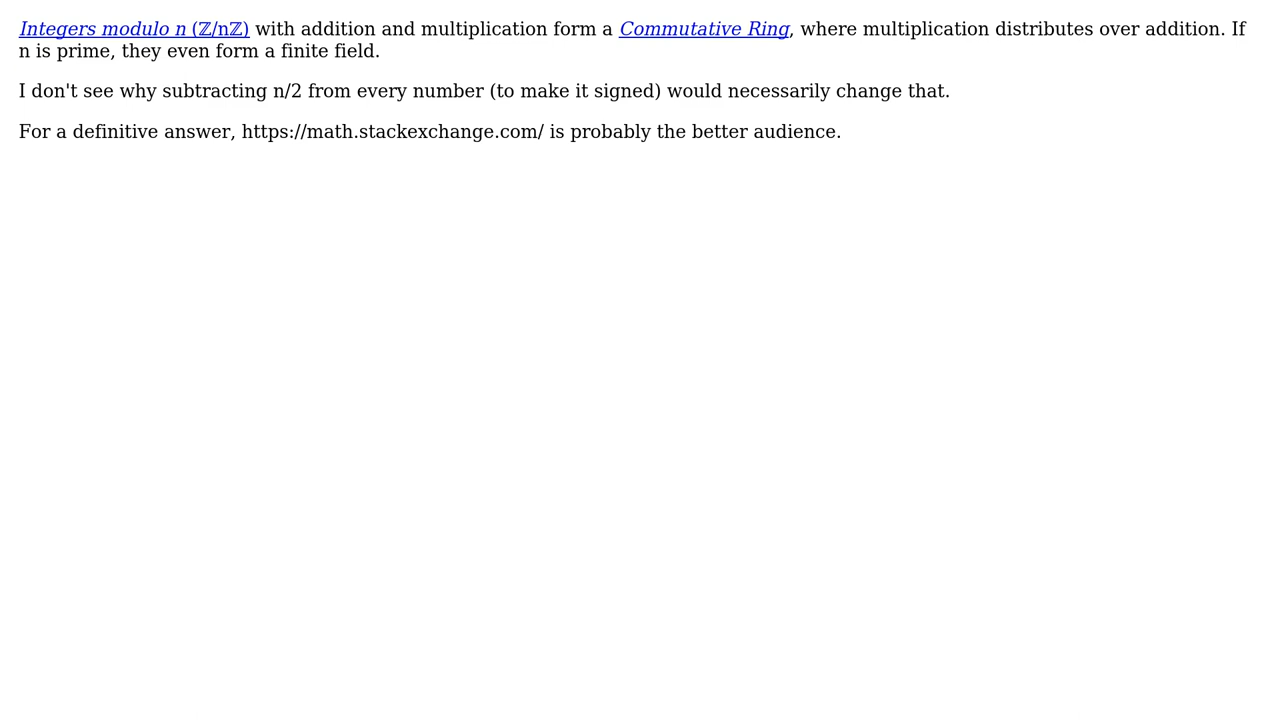 Integers modulo n (ℤ/nℤ) with addition and multiplication form a Commutative Ring, where multiplication distributes over addition. If
n is prime, they even form a finite field.
I don't see why subtracting n/2 from every number (to make it signed) would necessarily change that.
For a definitive answer, https://math.stackexchange.com/ is probably the better audience.